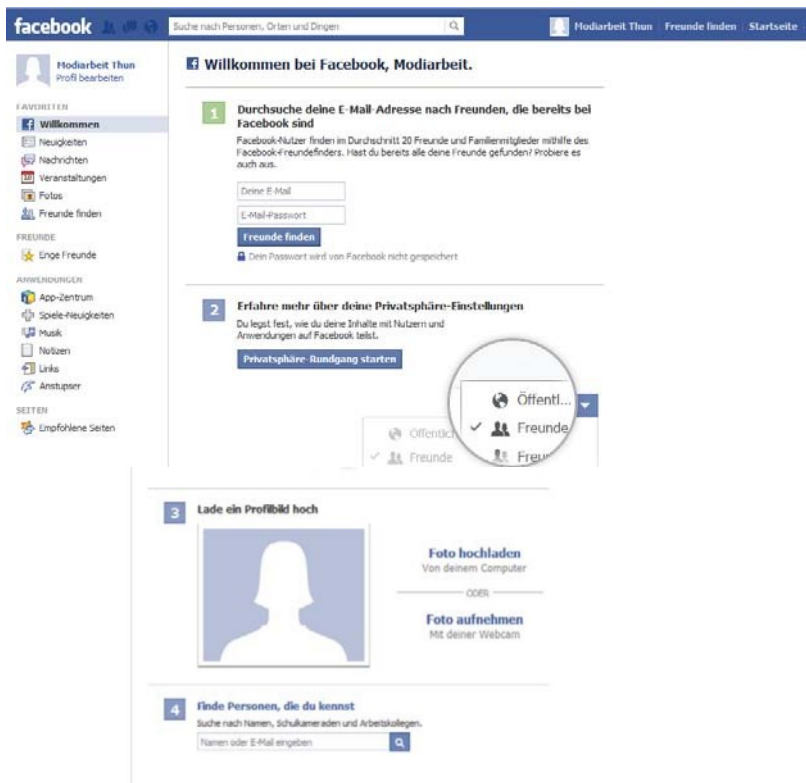 facebook
Suche nach Personen, Orten und Dingen
Modiarbeit Thun
Freunde finden
Startseite
Modiarbeit Thun
Profil bearbeiten
FAVORITEN
Willkommen
Neuigkeiten
Nachrichten
Veranstaltungen
Fotos
Freunde finden
FREUNDE
Enge Freunde
ANWENDUNGEN
App-Zentrum
Spiele-Neuigkeiten
Musik
Notizen
Links
Anstupser
SEITEN
Empfohlene Seiten
Willkommen bei Facebook, Modiarbeit.
1
Durchsuche deine E-Mail-Adresse nach Freunden, die bereits bei
Facebook sind
Facebook-Nutzer finden im Durchschnitt 20 Freunde und Familienmitglieder mithilfe des
Facebook-Freundefinders. Hast du bereits alle deine Freunde gefunden? Probiere es
auch aus.
Deine E-Mail
E-Mail-Passwort
Freunde finden
Dein Passwort wird von Facebook nicht gespeichert
2
Erfahre mehr über deine Privatsphäre-Einstellungen
Du legst fest, wie du deine Inhalte mit Nutzern und
Anwendungen auf Facebook teilst.
Privatsphäre-Rundgang starten
Öffentl...
Freunde
Öffentlich
Freunde
3
Lade ein Profilbild hoch
Foto hochladen
Von deinem Computer
ODER
Foto aufnehmen
Mit deiner Webcam
4
Finde Personen, die du kennst
Suche nach Namen, Schulkameraden und Arbeitskollegen.
Namen oder E-Mail eingeben